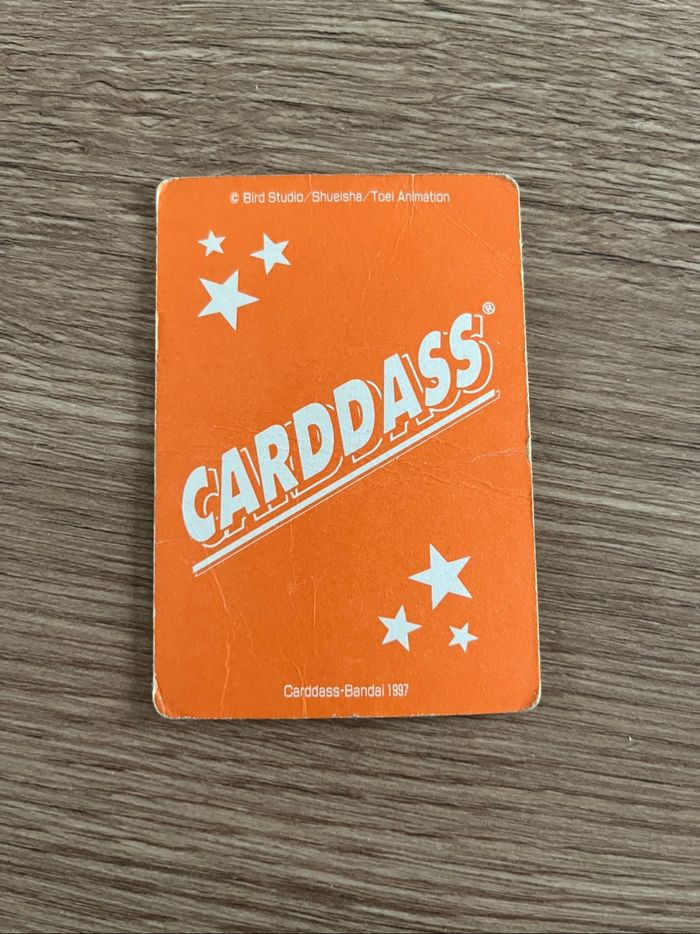 © Bird Studio/Shueisha/Toei Animation
CARDDASS®
Carddass-Bandai 1997